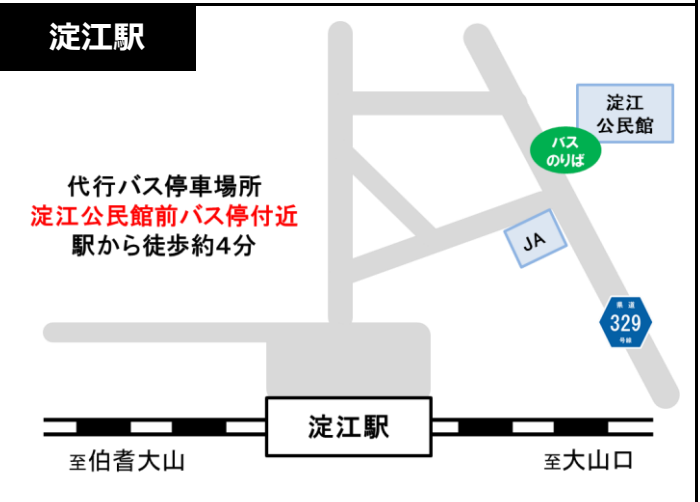 淀江駅
淀江
公民館
バス
のりば
代行バス停車場所
淀江公民館前バス停付近
駅から徒歩約4分
JA
県道
329
号線
淀江駅
至伯耆大山
至大山口